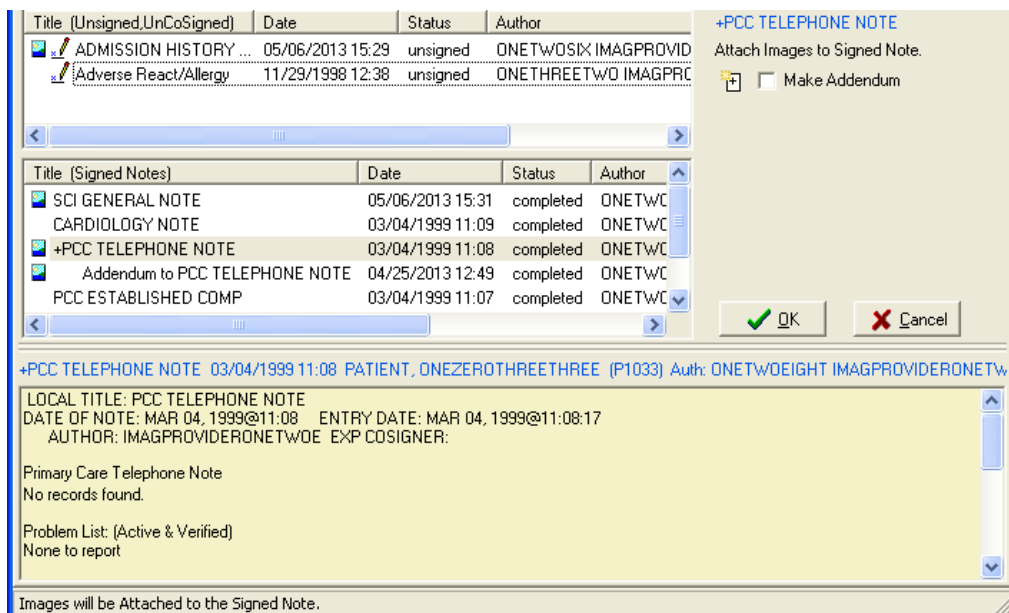 Title (Unsigned,UnCoSigned) Date Status Author
ADMISSION HISTORY ... 05/06/2013 15:29 unsigned ONETWOSIX IMAGPROVID
Adverse React/Allergy 11/29/1998 12:38 unsigned ONETHREETWO IMAGPRO
+PCC TELEPHONE NOTE
Attach Images to Signed Note.
Make Addendum
Title (Signed Notes) Date Status Author
SCI GENERAL NOTE 05/06/2013 15:31 completed ONETWO
CARDIOLOGY NOTE 03/04/1999 11:09 completed ONETWO
+PCC TELEPHONE NOTE 03/04/1999 11:08 completed ONETWO
Addendum to PCC TELEPHONE NOTE 04/25/2013 12:49 completed ONETWO
PCC ESTABLISHED COMP 03/04/1999 11:07 completed ONETWO
OK Cancel
+PCC TELEPHONE NOTE 03/04/1999 11:08 PATIENT, ONEZEROTHREETHREE (P1033) Auth: ONETWOEIGHT IMAGPROVIDERONETW
LOCAL TITLE: PCC TELEPHONE NOTE
DATE OF NOTE: MAR 04, 1999@11:08 ENTRY DATE: MAR 04, 1999@11:08:17
AUTHOR: IMAGPROVIDERONETWOE EXP COSIGNER:
Primary Care Telephone Note
No records found.
Problem List: (Active & Verified)
None to report
Images will be Attached to the Signed Note.